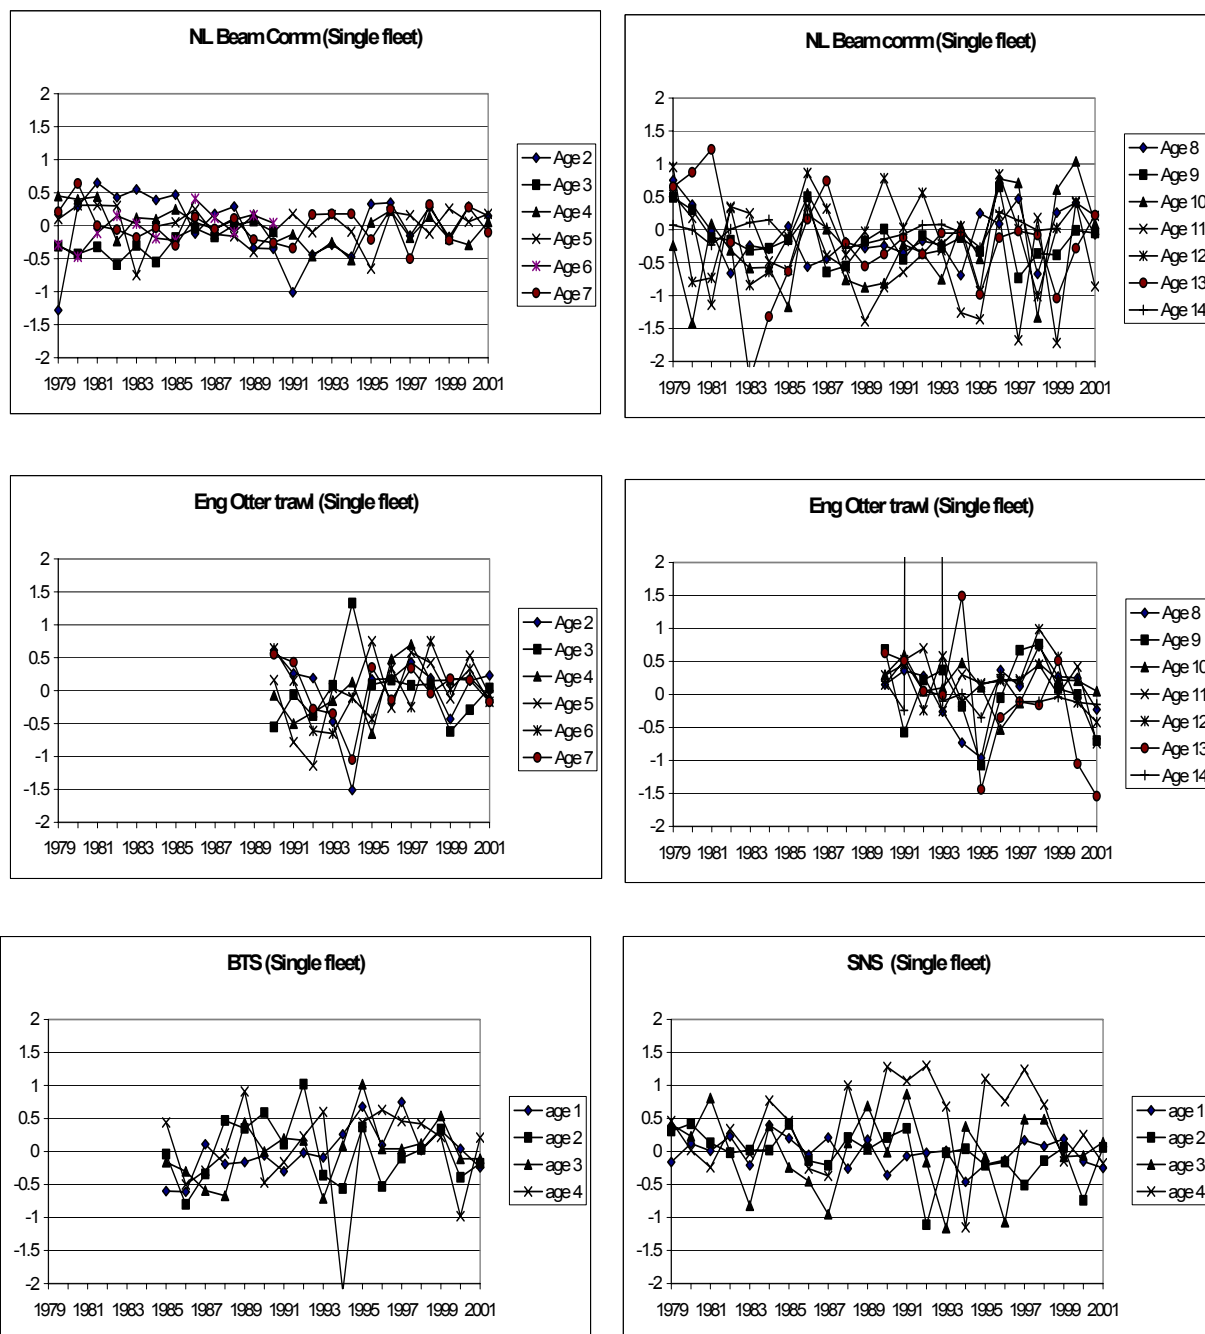 NL Beam Comm (Single fleet)
2
1.5
1
0.5
0
-0.5
-1
-1.5
-2
1979 1981 1983 1985 1987 1989 1991 1993 1995 1997 1999 2001
Age 2
Age 3
Age 4
Age 5
Age 6
Age 7
NL Beam comm (Single fleet)
2
1.5
1
0.5
0
-0.5
-1
-1.5
-2
1979 1981 1983 1985 1987 1989 1991 1993 1995 1997 1999 2001
Age 8
Age 9
Age 10
Age 11
Age 12
Age 13
Age 14
Eng Otter trawl (Single fleet)
2
1.5
1
0.5
0
-0.5
-1
-1.5
-2
1979 1981 1983 1985 1987 1989 1991 1993 1995 1997 1999 2001
Age 2
Age 3
Age 4
Age 5
Age 6
Age 7
Eng Otter trawl (Single fleet)
2
1.5
1
0.5
0
-0.5
-1
-1.5
-2
1979 1981 1983 1985 1987 1989 1991 1993 1995 1997 1999 2001
Age 8
Age 9
Age 10
Age 11
Age 12
Age 13
Age 14
BTS (Single fleet)
2
1.5
1
0.5
0
-0.5
-1
-1.5
-2
1979 1981 1983 1985 1987 1989 1991 1993 1995 1997 1999 2001
age 1
age 2
age 3
age 4
SNS (Single fleet)
2
1.5
1
0.5
0
-0.5
-1
-1.5
-2
1979 1981 1983 1985 1987 1989 1991 1993 1995 1997 1999 2001
age 1
age 2
age 3
age 4